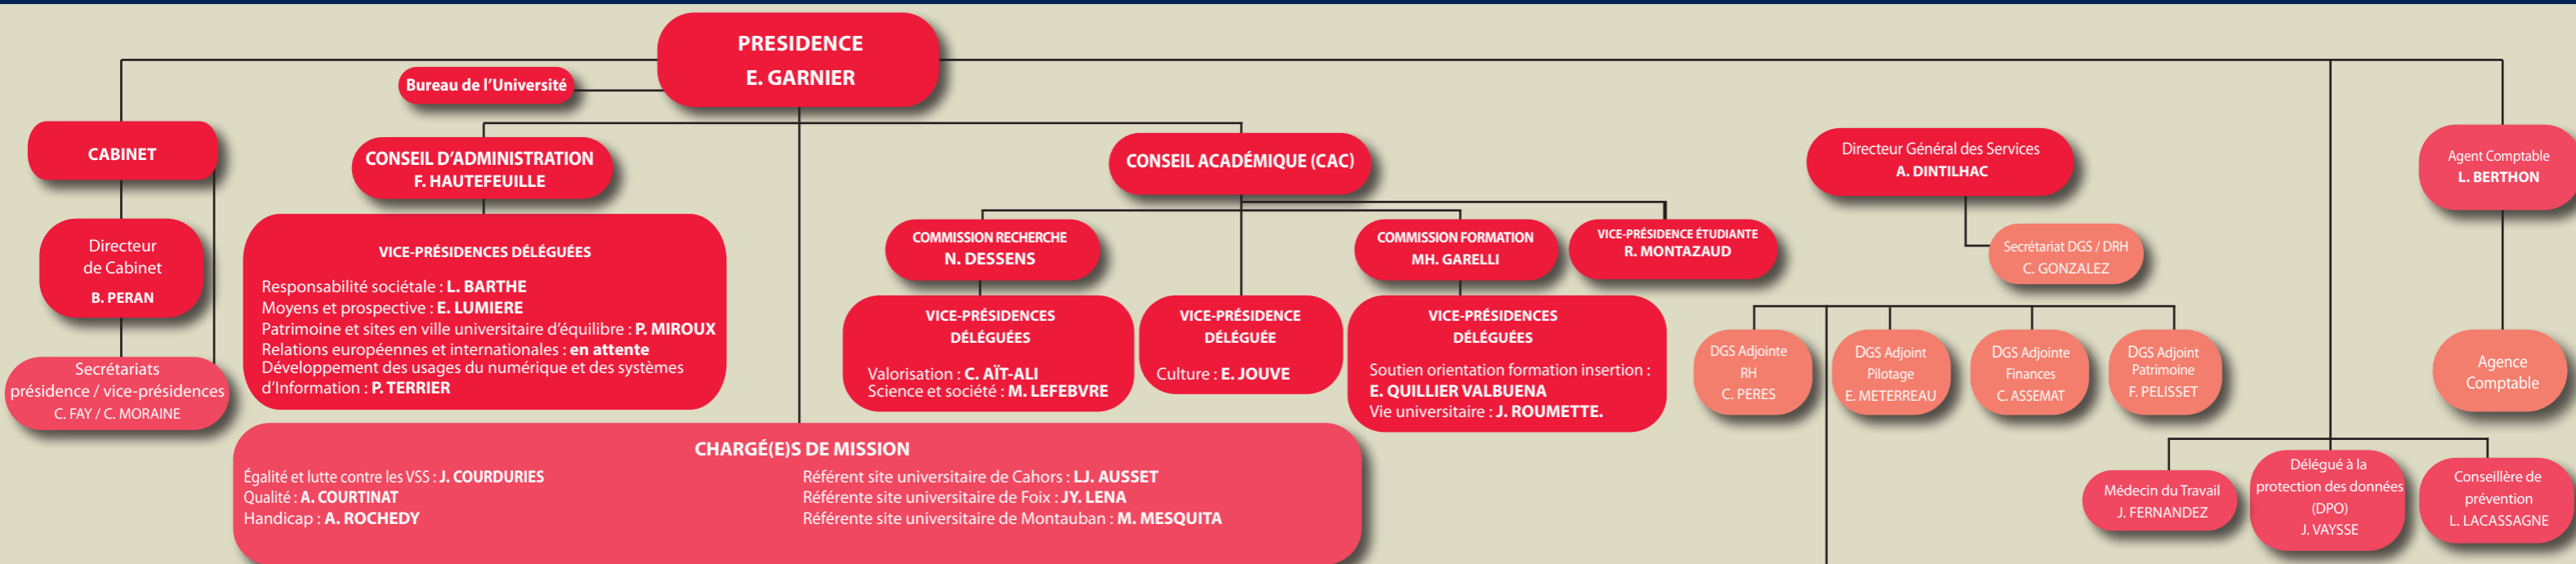 PRESIDENCE
E. GARNIER
Bureau de l'Université
CABINET
Directeur
de Cabinet
B. PERAN
Secrétariats
présidence / vice-présidences
C. FAY / C. MORAINE
CONSEIL D'ADMINISTRATION
F. HAUTEFEUILLE
VICE-PRÉSIDENCES DÉLÉGUÉES
Responsabilité sociétale : L. BARTHE
Moyens et prospective : E. LUMIERE
Patrimoine et sites en ville universitaire d'équilibre : P. MIROUX
Relations européennes et internationales : en attente
Développement des usages du numérique et des systèmes
d'Information : P. TERRIER
CONSEIL ACADÉMIQUE (CAC)
COMMISSION RECHERCHE
N. DESSENS
VICE-PRÉSIDENCES
DÉLÉGUÉES
Valorisation : C. AÏT-ALI
Science et société : M. LEFEBVRE
VICE-PRÉSIDENCE
DÉLÉGUÉE
Culture : E. JOUVE
COMMISSION FORMATION
MH. GARELLI
VICE-PRÉSIDENCES
DÉLÉGUÉES
Soutien orientation formation insertion :
E. QUILLIER VALBUENA
Vie universitaire : J. ROUMETTE.
VICE-PRÉSIDENCE ÉTUDIANTE
R. MONTAZAUD
CHARGÉ(E)S DE MISSION
Égalité et lutte contre les VSS : J. COURDURIES
Qualité : A. COURTINAT
Handicap : A. ROCHEDY
Référent site universitaire de Cahors : L.J. AUSSET
Référente site universitaire de Foix : JY. LENA
Référente site universitaire de Montauban : M. MESQUITA
Directeur Général des Services
A. DINTILHAC
Secrétariat DGS / DRH
C. GONZALEZ
DGS Adjointe
RH
C. PERES
DGS Adjoint
Pilotage
E. METERREAU
DGS Adjointe
Finances
C. ASSEMAT
DGS Adjoint
Patrimoine
F. PELISSET
Agent Comptable
L. BERTHON
Agence
Comptable
Médecin du Travail
J. FERNANDEZ
Délégué à la
protection des données
(DPO)
J. VAYSSE
Conseillère de
prévention
L. LACASSAGNE